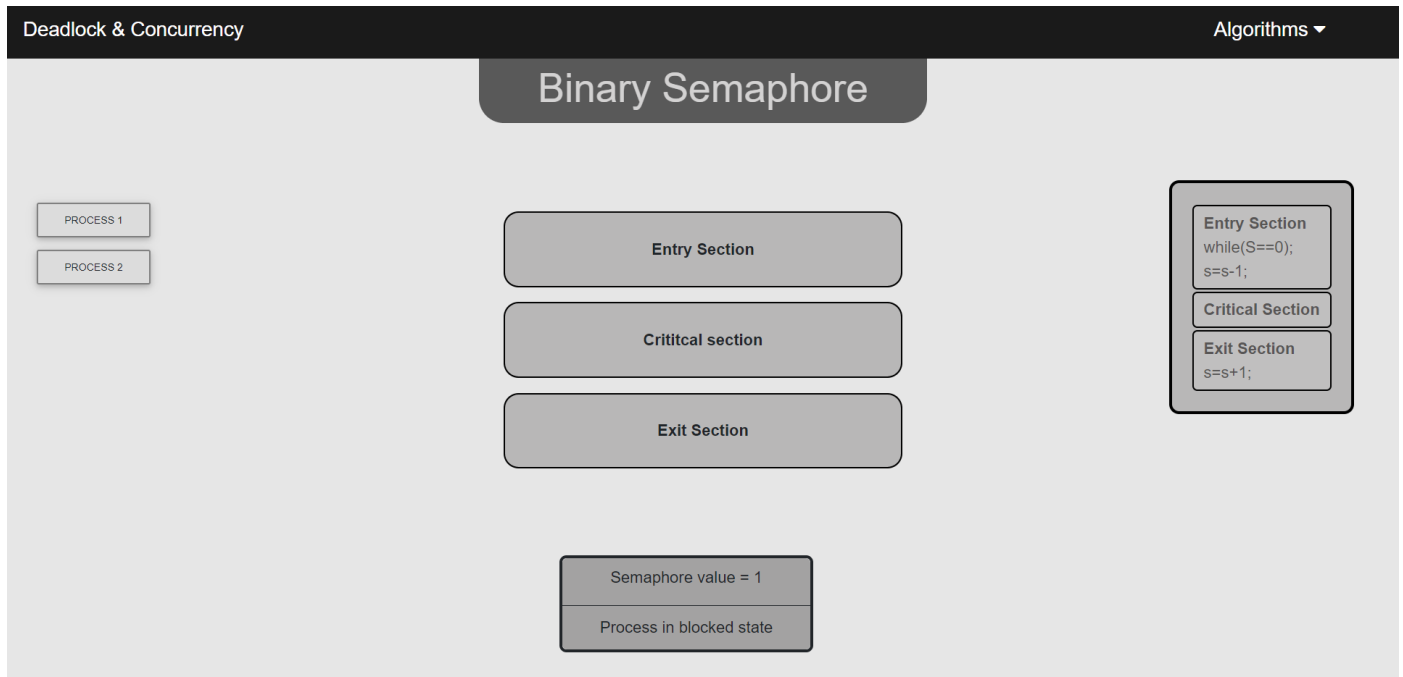 Deadlock & Concurrency
Algorithms
Binary Semaphore
PROCESS 1
PROCESS 2
Entry Section
Crititcal section
Exit Section
Entry Section
while(S==0);
s=s-1;
Critical Section
Exit Section
s=s+1;
Semaphore value = 1
Process in blocked state